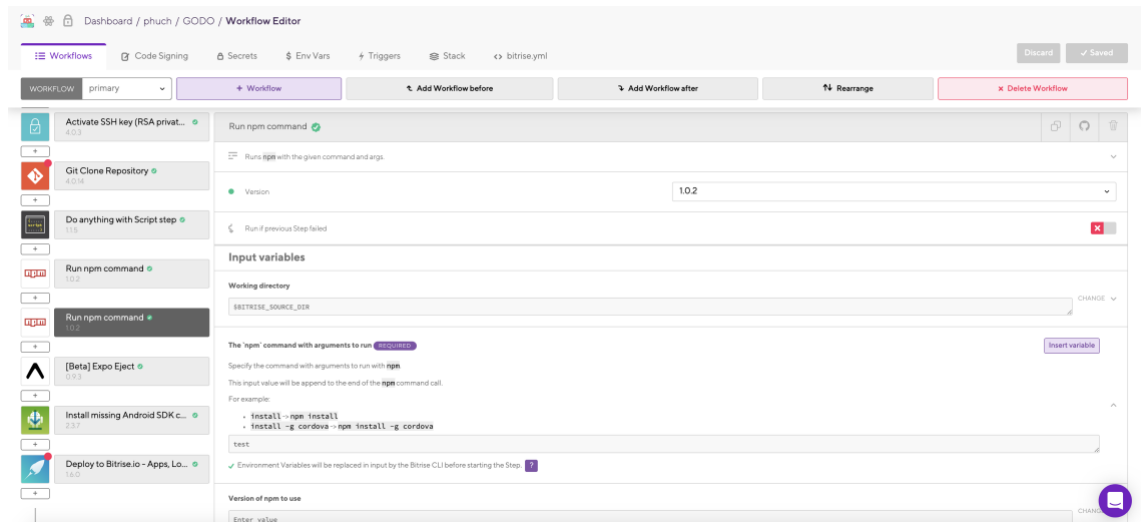 Dashboard / phuch / GODO / Workflow Editor
Workflows
Code Signing
Secrets
$ Env Vars
Triggers
Stack
<> bitrise.yml
Discard
Saved
WORKFLOW primary
+ Workflow
Add Workflow before
Add Workflow after
Rearrange
× Delete Workflow
Activate SSH key (RSA privat...
4.0.3
+
Git Clone Repository
4.0.14
+
Do anything with Script step
1.1.5
+
npm
Run npm command
1.0.2
+
npm
Run npm command
1.0.2
+
[Beta] Expo Eject
0.9.3
+
Install missing Android SDK c...
2.3.7
+
Deploy to Bitrise.io - Apps, Lo...
1.6.0
+
Run npm command
Runs npm with the given command and args.
Version
1.0.2
Run if previous Step failed
Input variables
Working directory
$BITRISE_SOURCE_DIR
CHANGE
The 'npm' command with arguments to run REQUIRED
Insert variable
Specify the command with arguments to run with npm.
This input value will be append to the end of the npm command call.
For example:
• install -> npm install
• install -g cordova -> npm install -g cordova
test
Environment Variables will be replaced in input by the Bitrise CLI before starting the Step. ?
Version of npm to use
Enter value